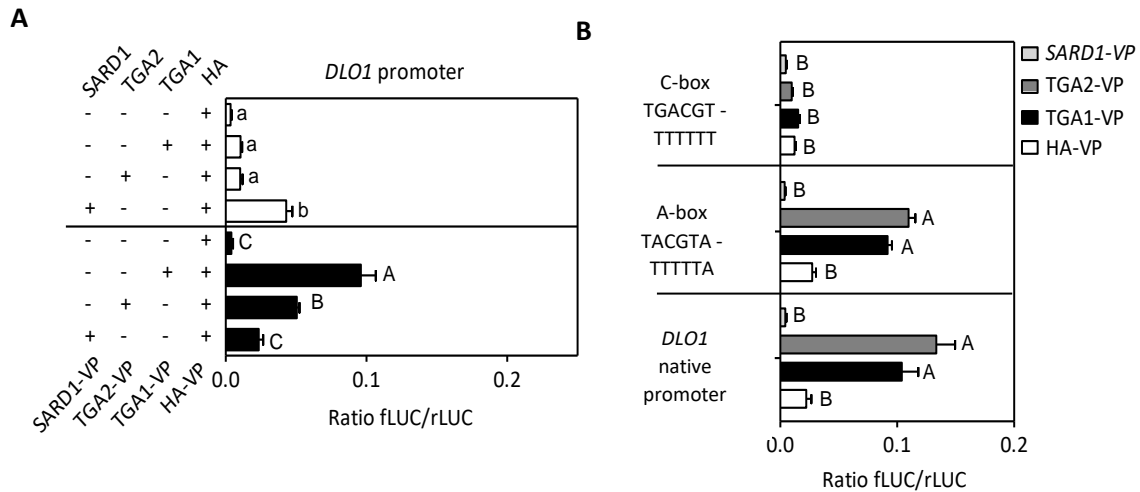 A
SARD1 TGA2 TGA1 HA
DLO1 promoter
- - - + a
- - + + a
- + - + a
+ - - + b
- - - + C
- - + + A
- + - + B
+ - - + C
SARD1-VP TGA2-VP TGA1-VP HA-VP
0.0 0.1 0.2
Ratio fLUC/rLUC
B
C-box
TGACGT -
TTTTTT
B
B
B
B
A-box
TACGTA -
TTTTTA
B
A
A
B
DLO1
native
promoter
B
A
A
B
0.0 0.1 0.2
Ratio fLUC/rLUC
SARD1-VP
TGA2-VP
TGA1-VP
HA-VP